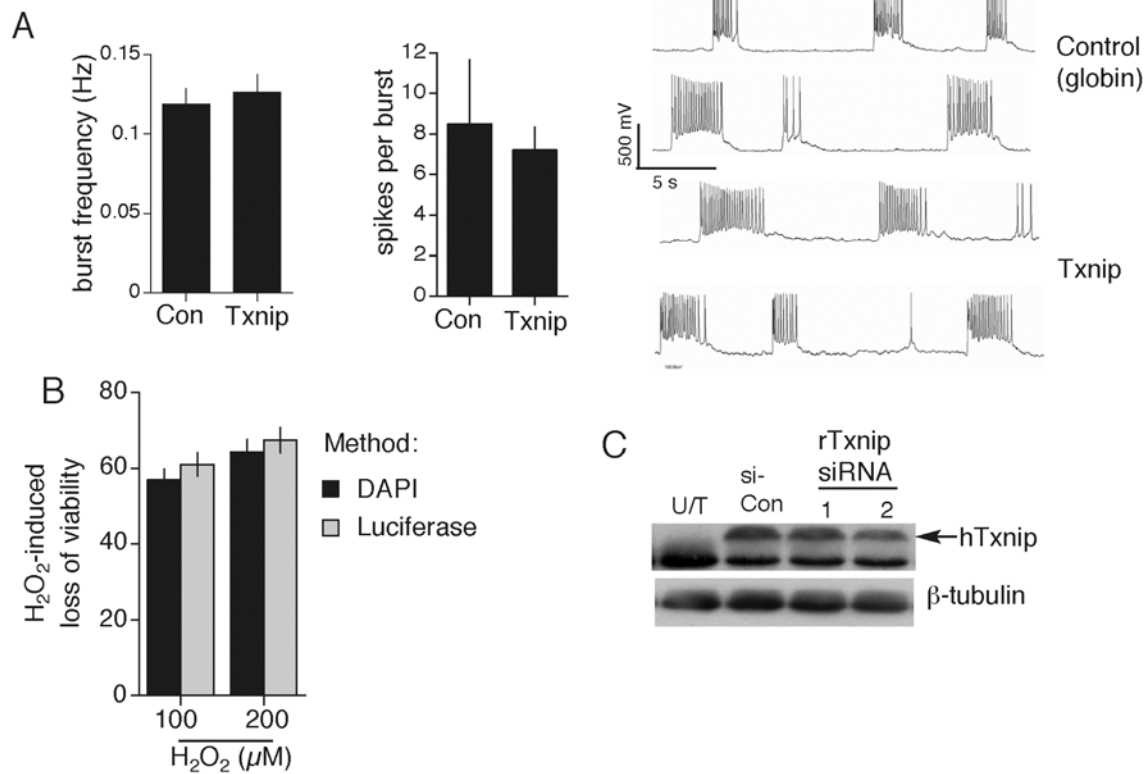 A
burst frequency (Hz)
0.15
0.1
0.05
0
Con Txnip
spikes per burst
12
10
8
6
4
2
0
Con Txnip
500 mV
5 s
Control
(globin)
Txnip
B
H₂O₂-induced
loss of viability
80
60
40
20
0
100 200
H₂O₂ (µM)
Method:
DAPI
Luciferase
C
U/T
si-
Con
rTxnip
siRNA
1 2
hTxnip
β-tubulin